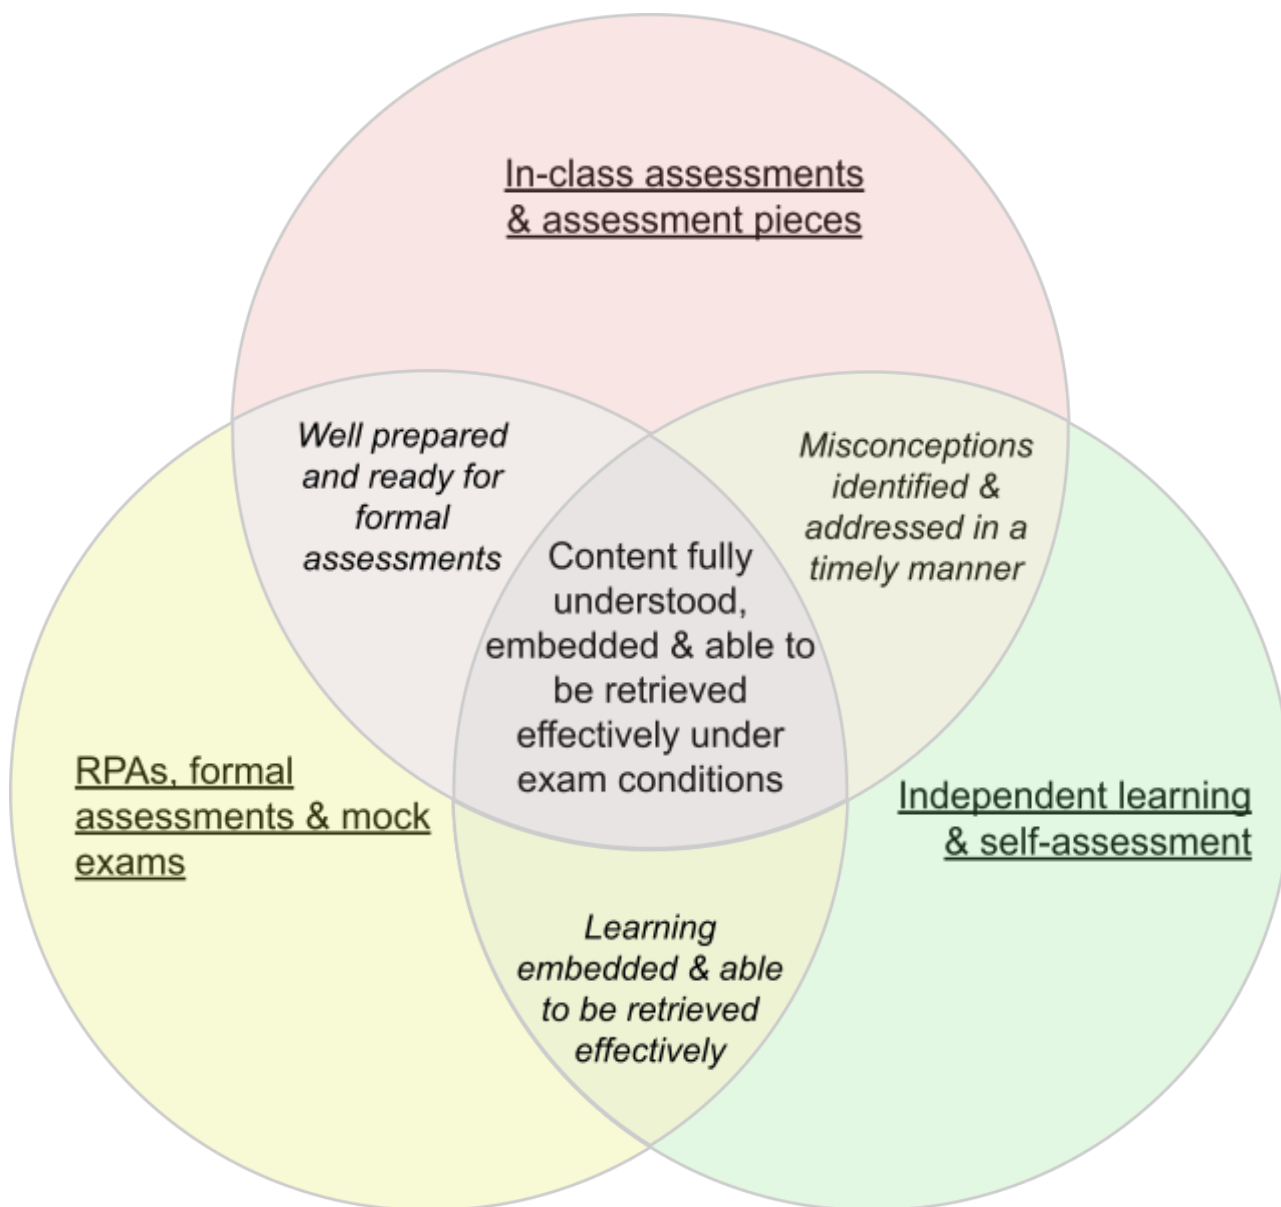 In-class assessments
& assessment pieces
Well prepared
and ready for
formal
assessments
Misconceptions
identified &
addressed in a
timely manner
Content fully
understood,
embedded & able to
be retrieved
effectively under
exam conditions
RPAs, formal
assessments & mock
exams
Independent learning
& self-assessment
Learning
embedded & able
to be retrieved
effectively